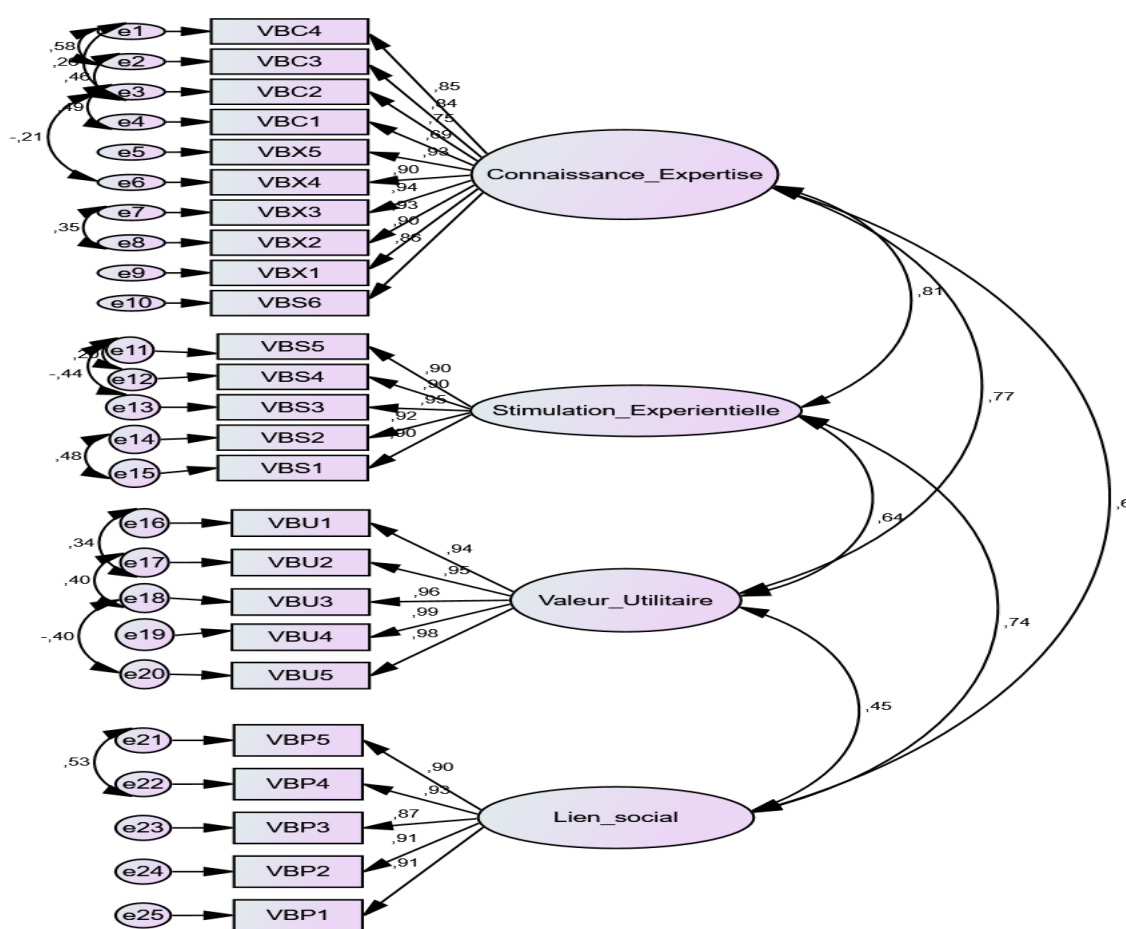 e1 VBC4
,58
e2 VBC3
,46
e3 VBC2
,49
e4 VBC1
-,21
e5 VBX5
e6 VBX4
e7 VBX3
,35
e8 VBX2
e9 VBX1
e10 VBS6
,85
,84
,75
,69
,93
,90
,94
,93
,90
,86
Connaissance_Expertise
e11 VBS5
e12 VBS4
-,44
e13 VBS3
e14 VBS2
,48
e15 VBS1
,90
,90
,95
,92
,90
Stimulation_Experientielle
e16 VBU1
,34
e17 VBU2
,40
e18 VBU3
e19 VBU4
-,40
e20 VBU5
,94
,95
,96
,99
,98
Valeur_Utilitaire
e21 VBP5
,53
e22 VBP4
e23 VBP3
e24 VBP2
e25 VBP1
,90
,93
,87
,91
,91
Lien_social
,81
,77
,64
,74
,45